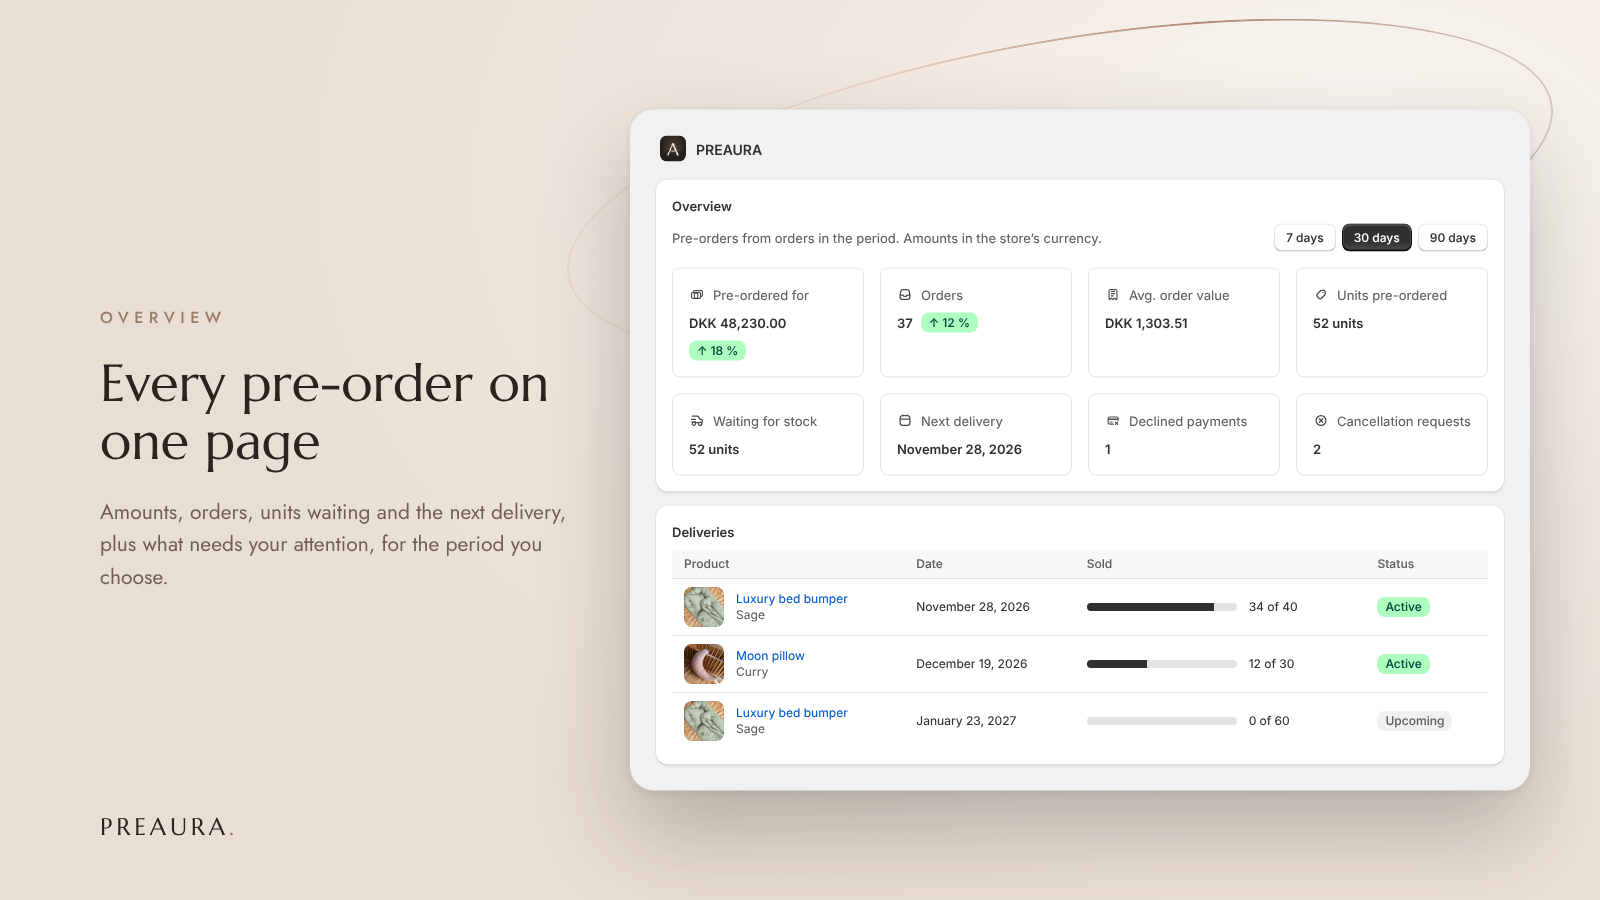 OVERVIEW
Every pre-order on
one page
Amounts, orders, units waiting and the next delivery,
plus what needs your attention, for the period you
choose.
PREAURA.
A PREAURA
Overview
Pre-orders from orders in the period. Amounts in the store’s currency.
7 days 30 days 90 days
Pre-ordered for
DKK 48,230.00
↑ 18 %
Orders
37 ↑ 12 %
Avg. order value
DKK 1,303.51
Units pre-ordered
52 units
Waiting for stock
52 units
Next delivery
November 28, 2026
Declined payments
1
Cancellation requests
2
Deliveries
Product Date Sold Status
Luxury bed bumper
Sage
November 28, 2026 34 of 40 Active
Moon pillow
Curry
December 19, 2026 12 of 30 Active
Luxury bed bumper
Sage
January 23, 2027 0 of 60 Upcoming